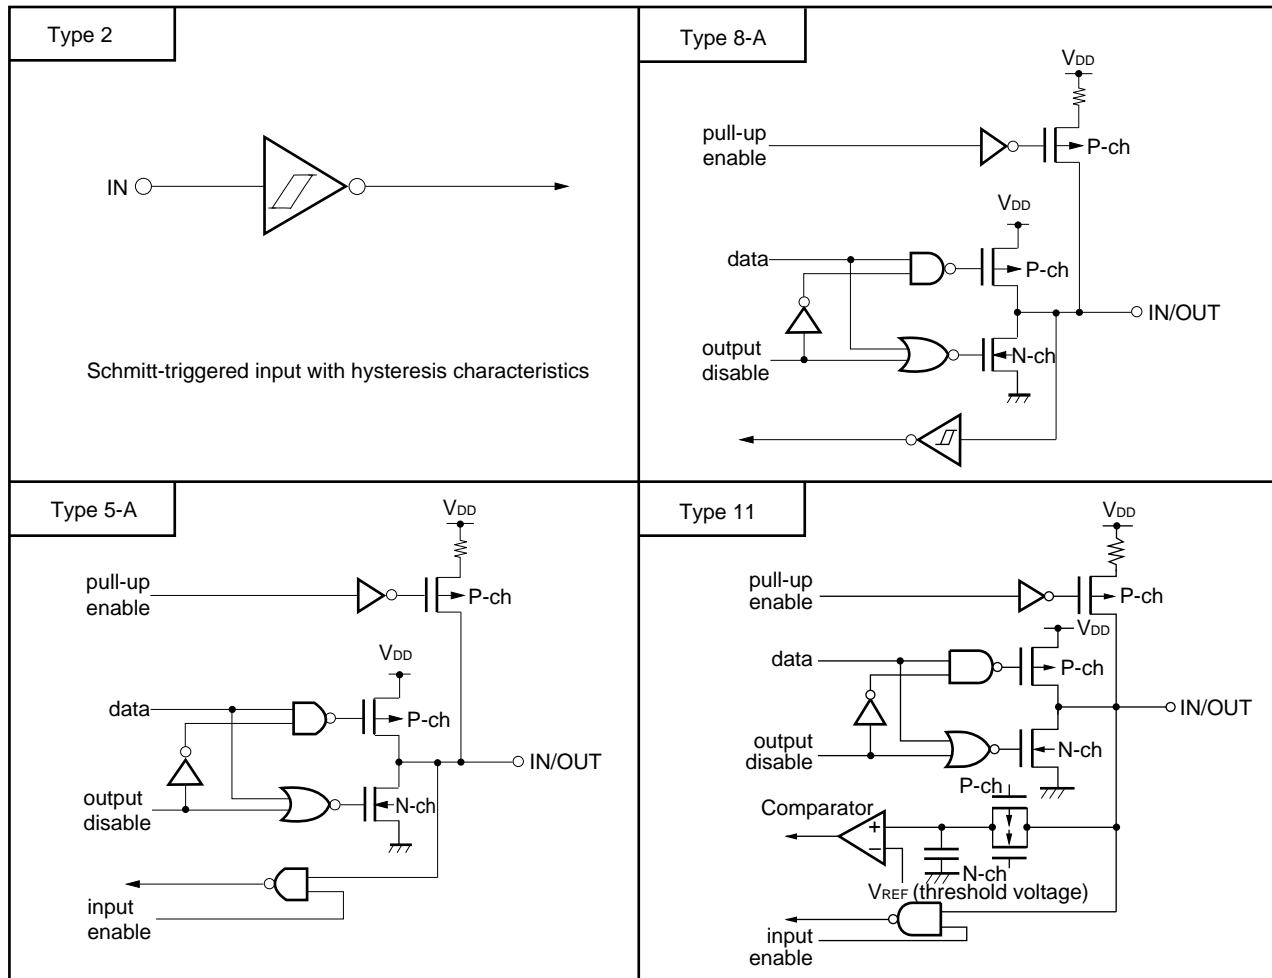 Type 2
IN
Schmitt-triggered input with hysteresis characteristics
Type 8-A
VDD
pull-up
enable
P-ch
VDD
data
P-ch
IN/OUT
output
disable
N-ch
Type 5-A
VDD
pull-up
enable
P-ch
VDD
data
P-ch
IN/OUT
output
disable
N-ch
input
enable
Type 11
VDD
pull-up
enable
P-ch
VDD
data
P-ch
IN/OUT
output
disable
N-ch
P-ch
Comparator
+
−
N-ch
VREF (threshold voltage)
input
enable